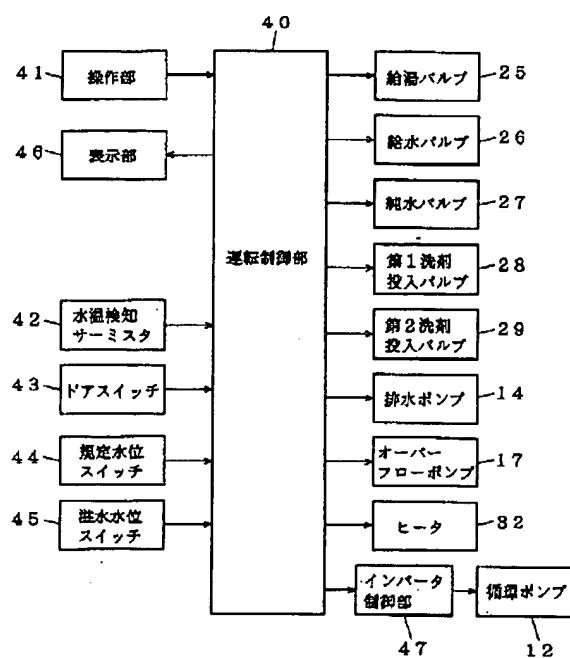 40
41
操作部
46
表示部
42
水温検知
サーミスタ
43
ドアスイッチ
44
規定水位
スイッチ
45
溢水水位
スイッチ
運転制御部
給湯バルブ
25
給水バルブ
26
純水バルブ
27
第1洗剤
投入バルブ
28
第2洗剤
投入バルブ
29
排水ポンプ
14
オーバー
フローポンプ
17
ヒータ
32
インバータ
制御部
47
循環ポンプ
12